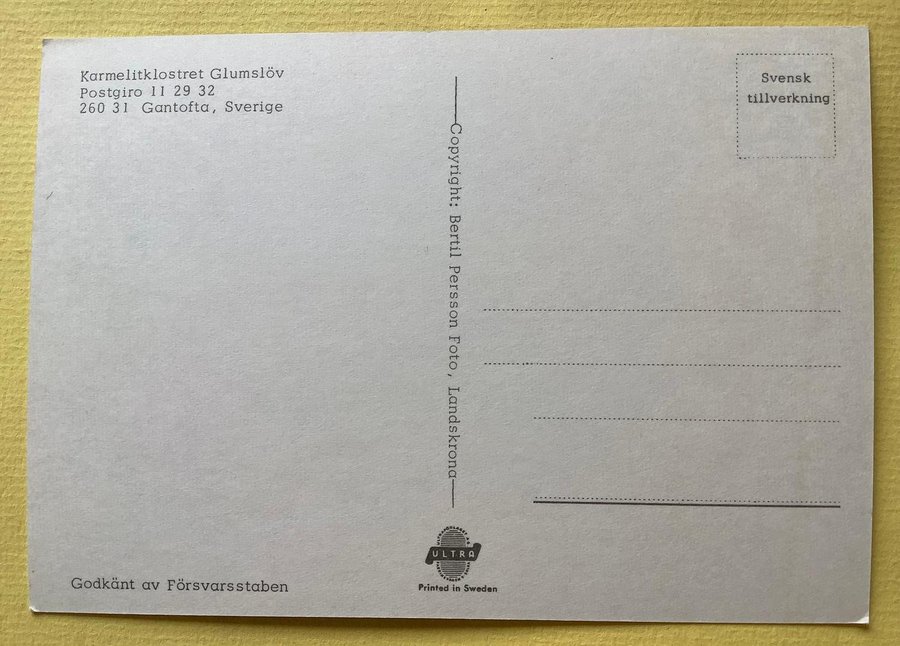 Karmelitklostret Glumslöv
Postgiro 11 29 32
260 31 Gantofta, Sverige
Svensk
tillverkning
Copyright: Bertil Persson Foto, Landskrona
Godkänt av Försvarsstaben
ULTRA
Printed in Sweden